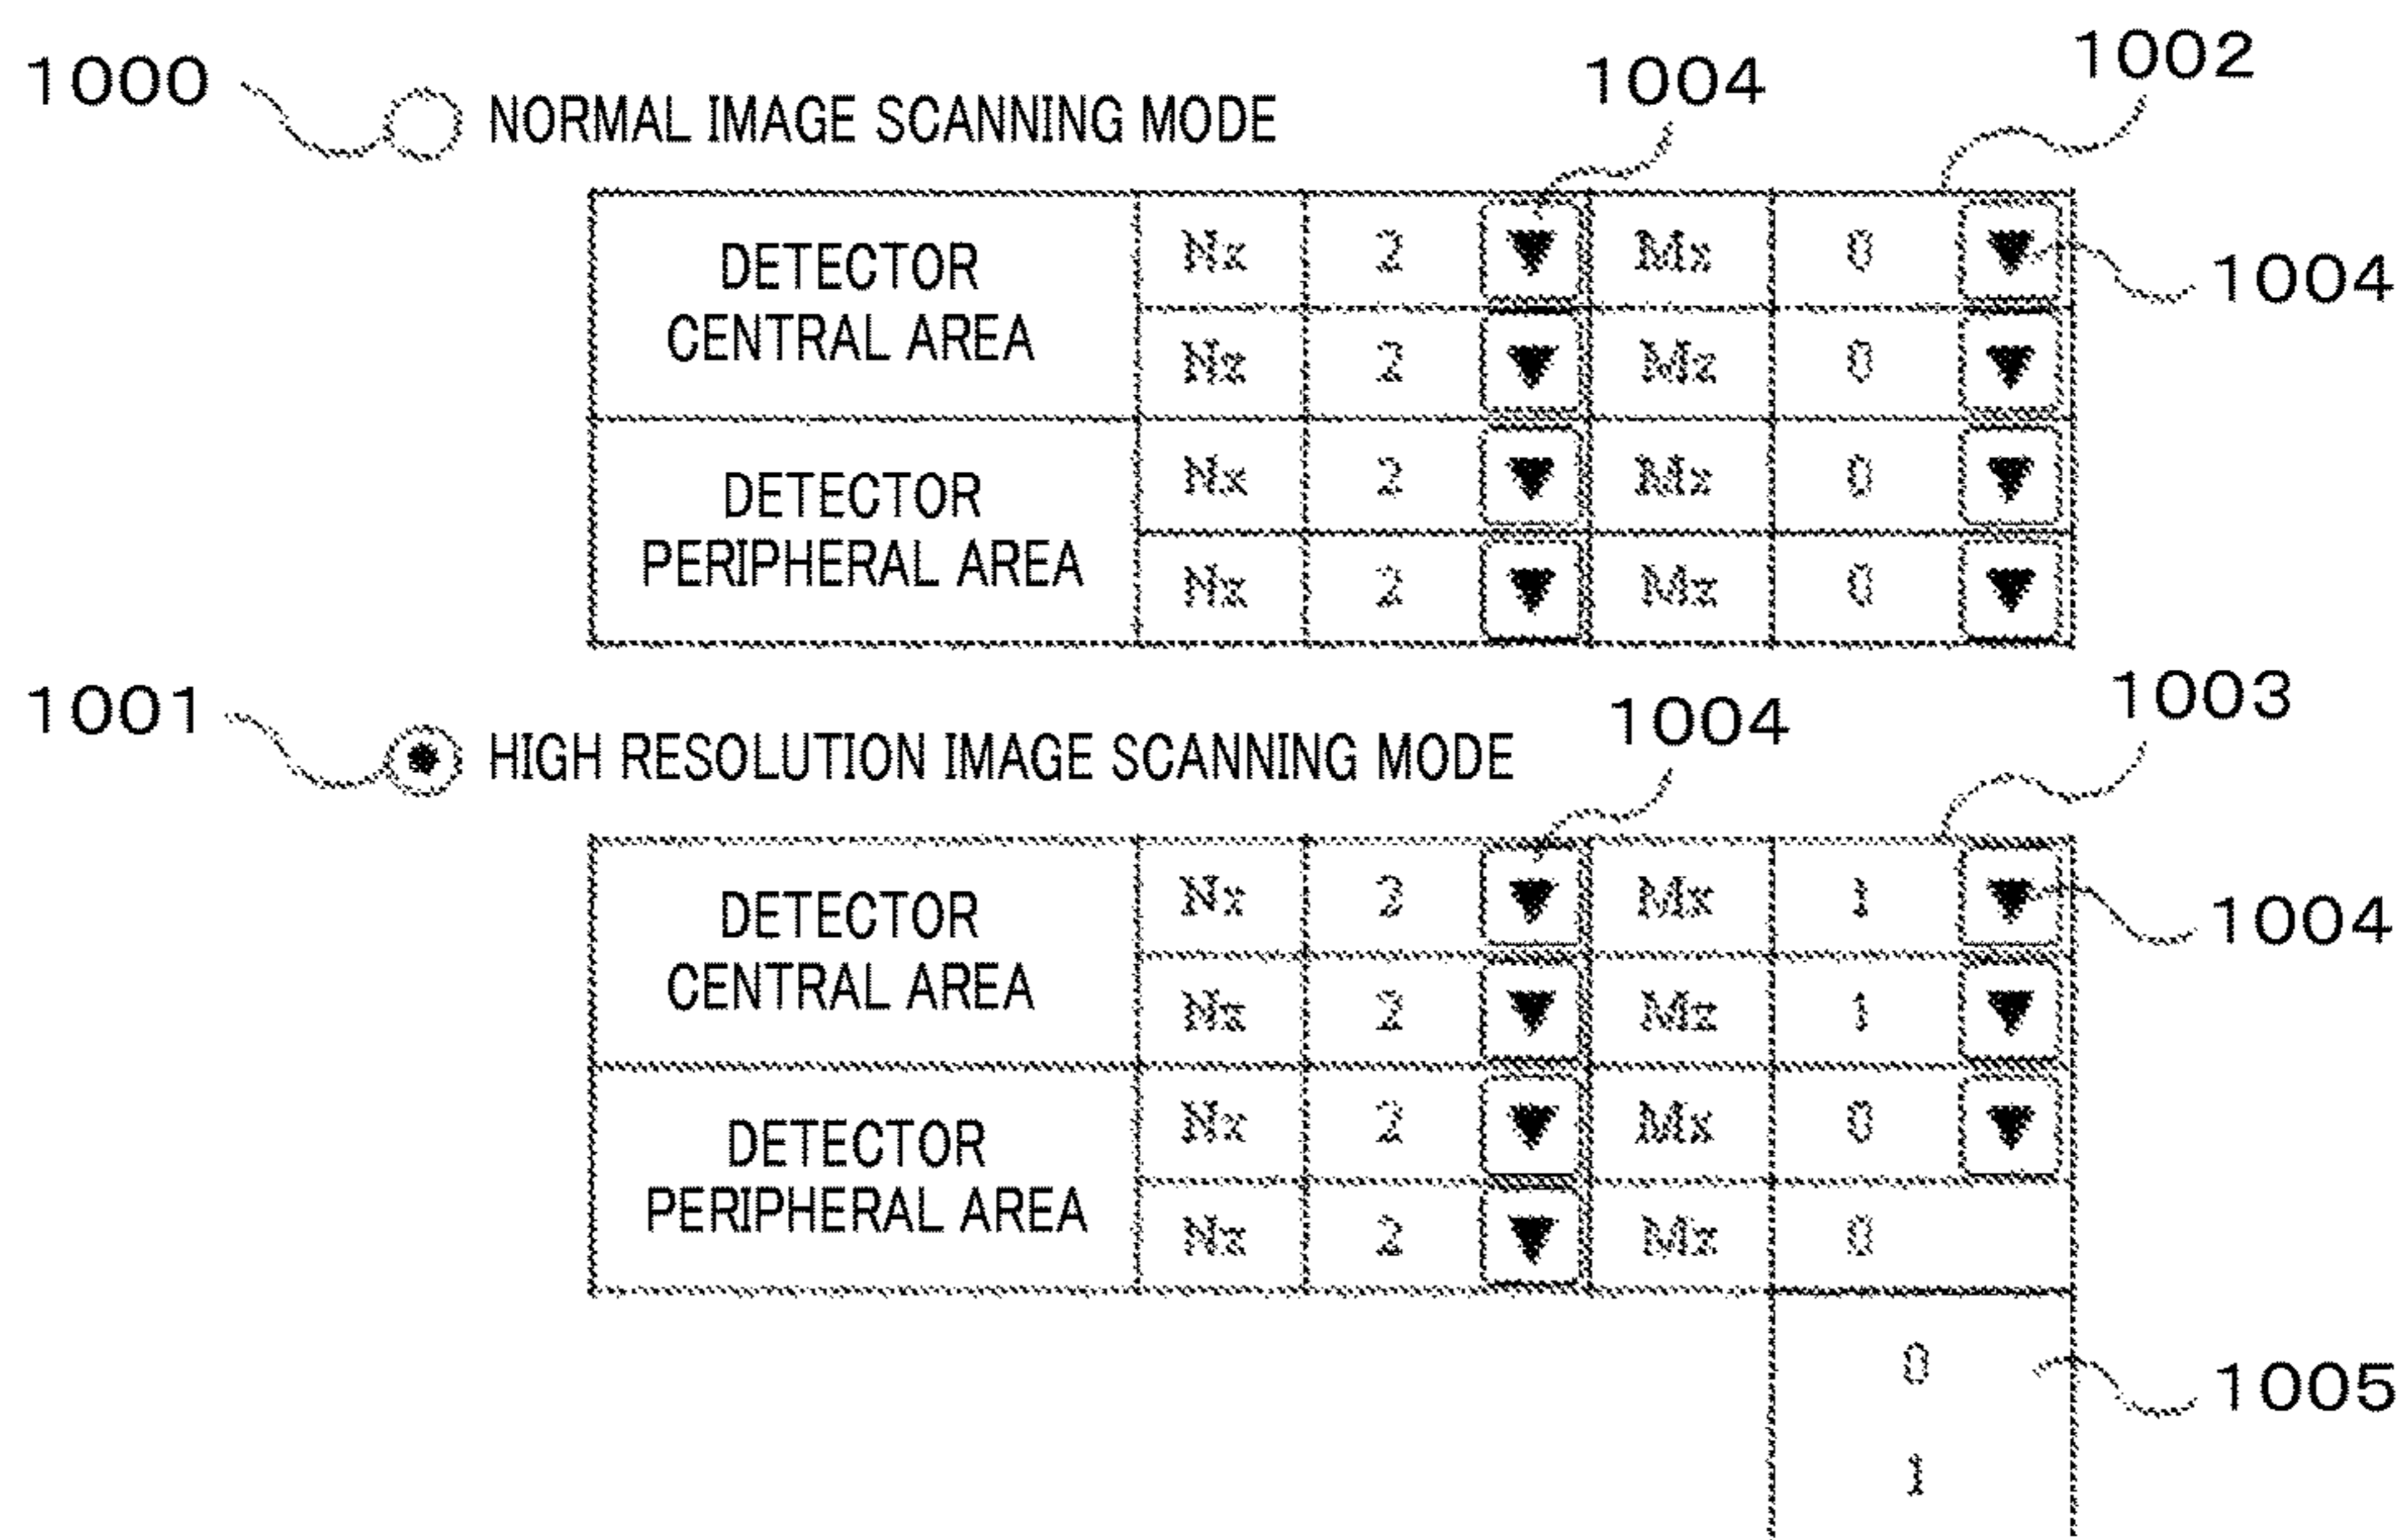 1000
NORMAL IMAGE SCANNING MODE
1004
1002
DETECTOR
CENTRAL AREA
Nx 2 ▼ Mx 0 ▼
1004
Nz 2 ▼ Mz 0 ▼
DETECTOR
PERIPHERAL AREA
Nx 2 ▼ Mx 0 ▼
Nz 2 ▼ Mz 0 ▼
1001
HIGH RESOLUTION IMAGE SCANNING MODE
1004
1003
DETECTOR
CENTRAL AREA
Nx 2 ▼ Mx 1 ▼
1004
Nz 2 ▼ Mz 1 ▼
DETECTOR
PERIPHERAL AREA
Nx 2 ▼ Mx 0 ▼
Nz 2 ▼ Mz 0
0
1005
1